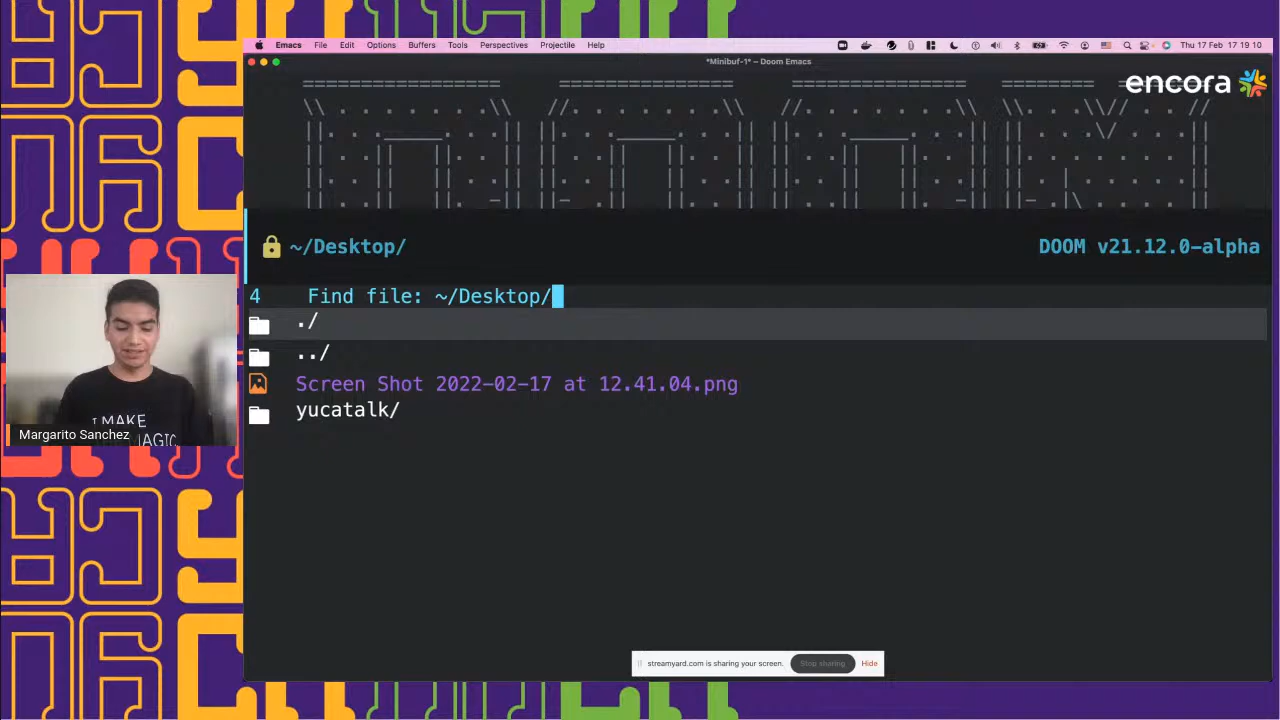 Emacs File Edit Options Buffers Tools Perspectives Projectile Help
Thu 17 Feb 17 19 10
*Minibuf-1* – Doom Emacs
encora
~/Desktop/
DOOM v21.12.0-alpha
4 Find file: ~/Desktop/
./
../
Screen Shot 2022-02-17 at 12.41.04.png
yucatalk/
I MAKE
MAGIC
Margarito Sanchez
streamyard.com is sharing your screen. Stop sharing Hide